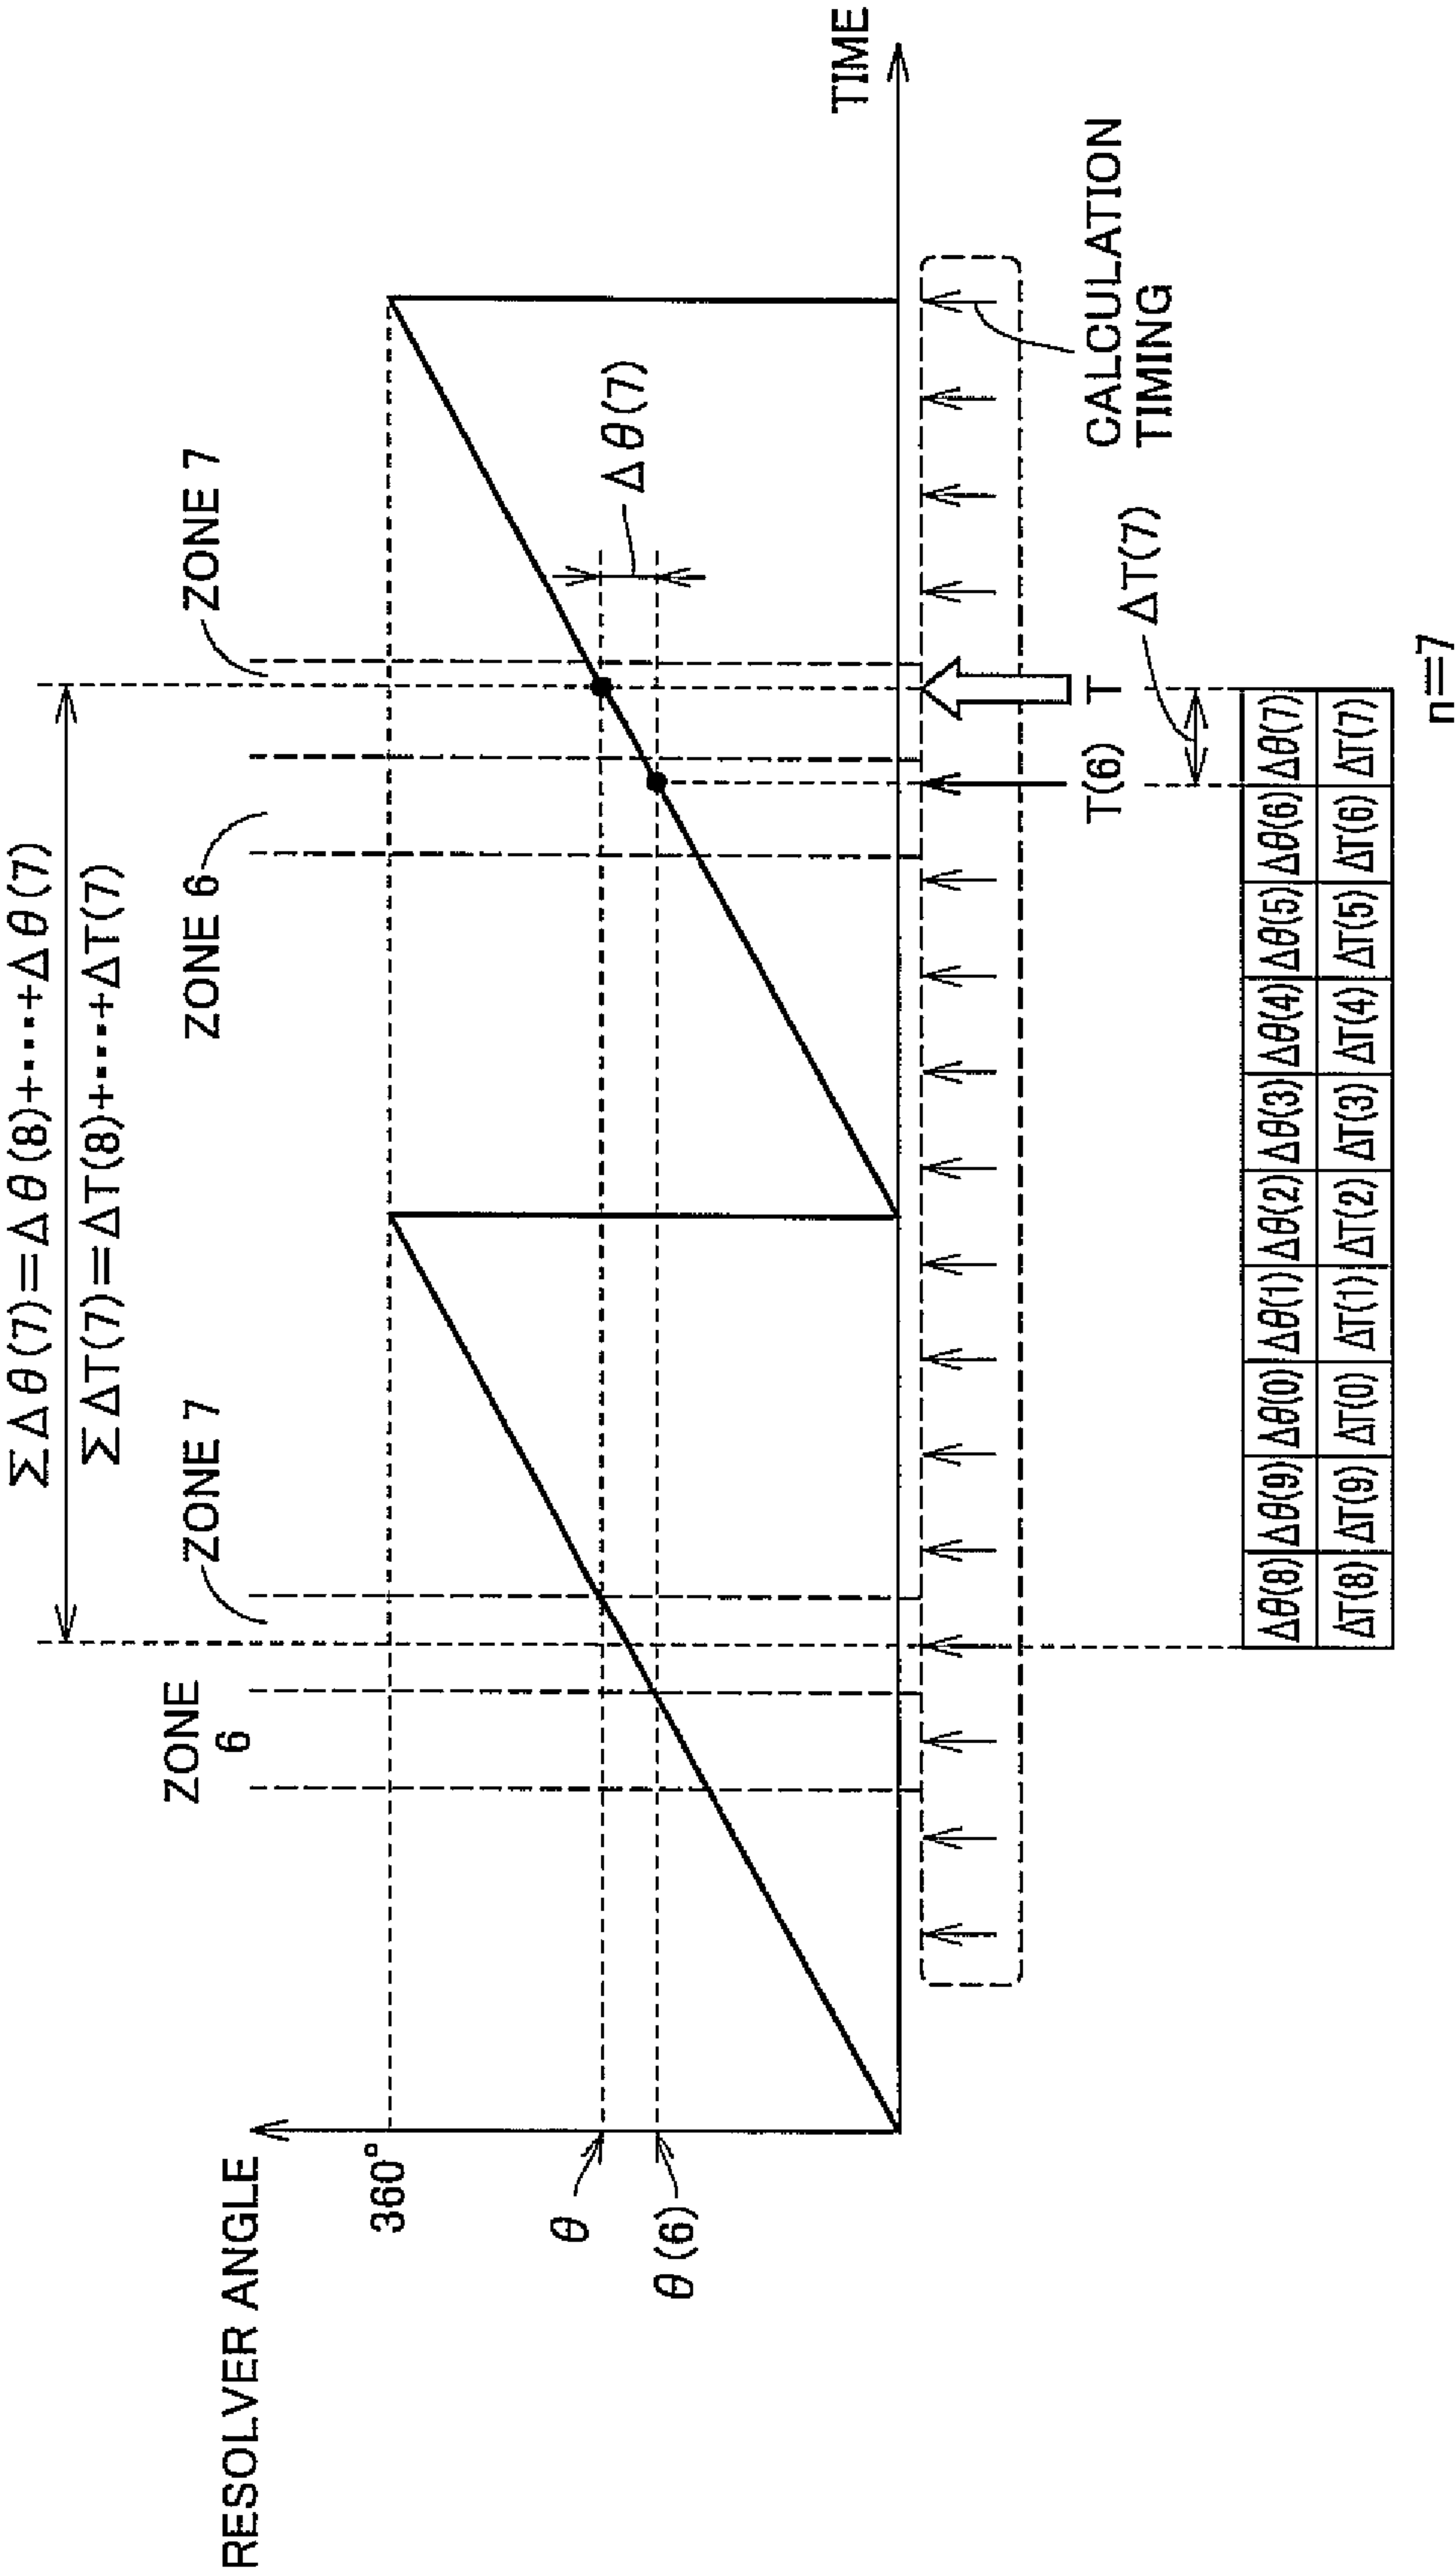 ΣΔθ(7)=Δθ(8)+···+Δθ(7)
ΣΔT(7)=ΔT(8)+···+ΔT(7)
RESOLVER ANGLE
ZONE
6
ZONE 7
ZONE 6
ZONE 7
360°
θ
θ(6)
Δθ(7)
TIME
CALCULATION
TIMING
T(6)
T
ΔT(7)
Δθ(8) Δθ(9) Δθ(0) Δθ(1) Δθ(2) Δθ(3) Δθ(4) Δθ(5) Δθ(6) Δθ(7)
ΔT(8) ΔT(9) ΔT(0) ΔT(1) ΔT(2) ΔT(3) ΔT(4) ΔT(5) ΔT(6) ΔT(7)
n=7